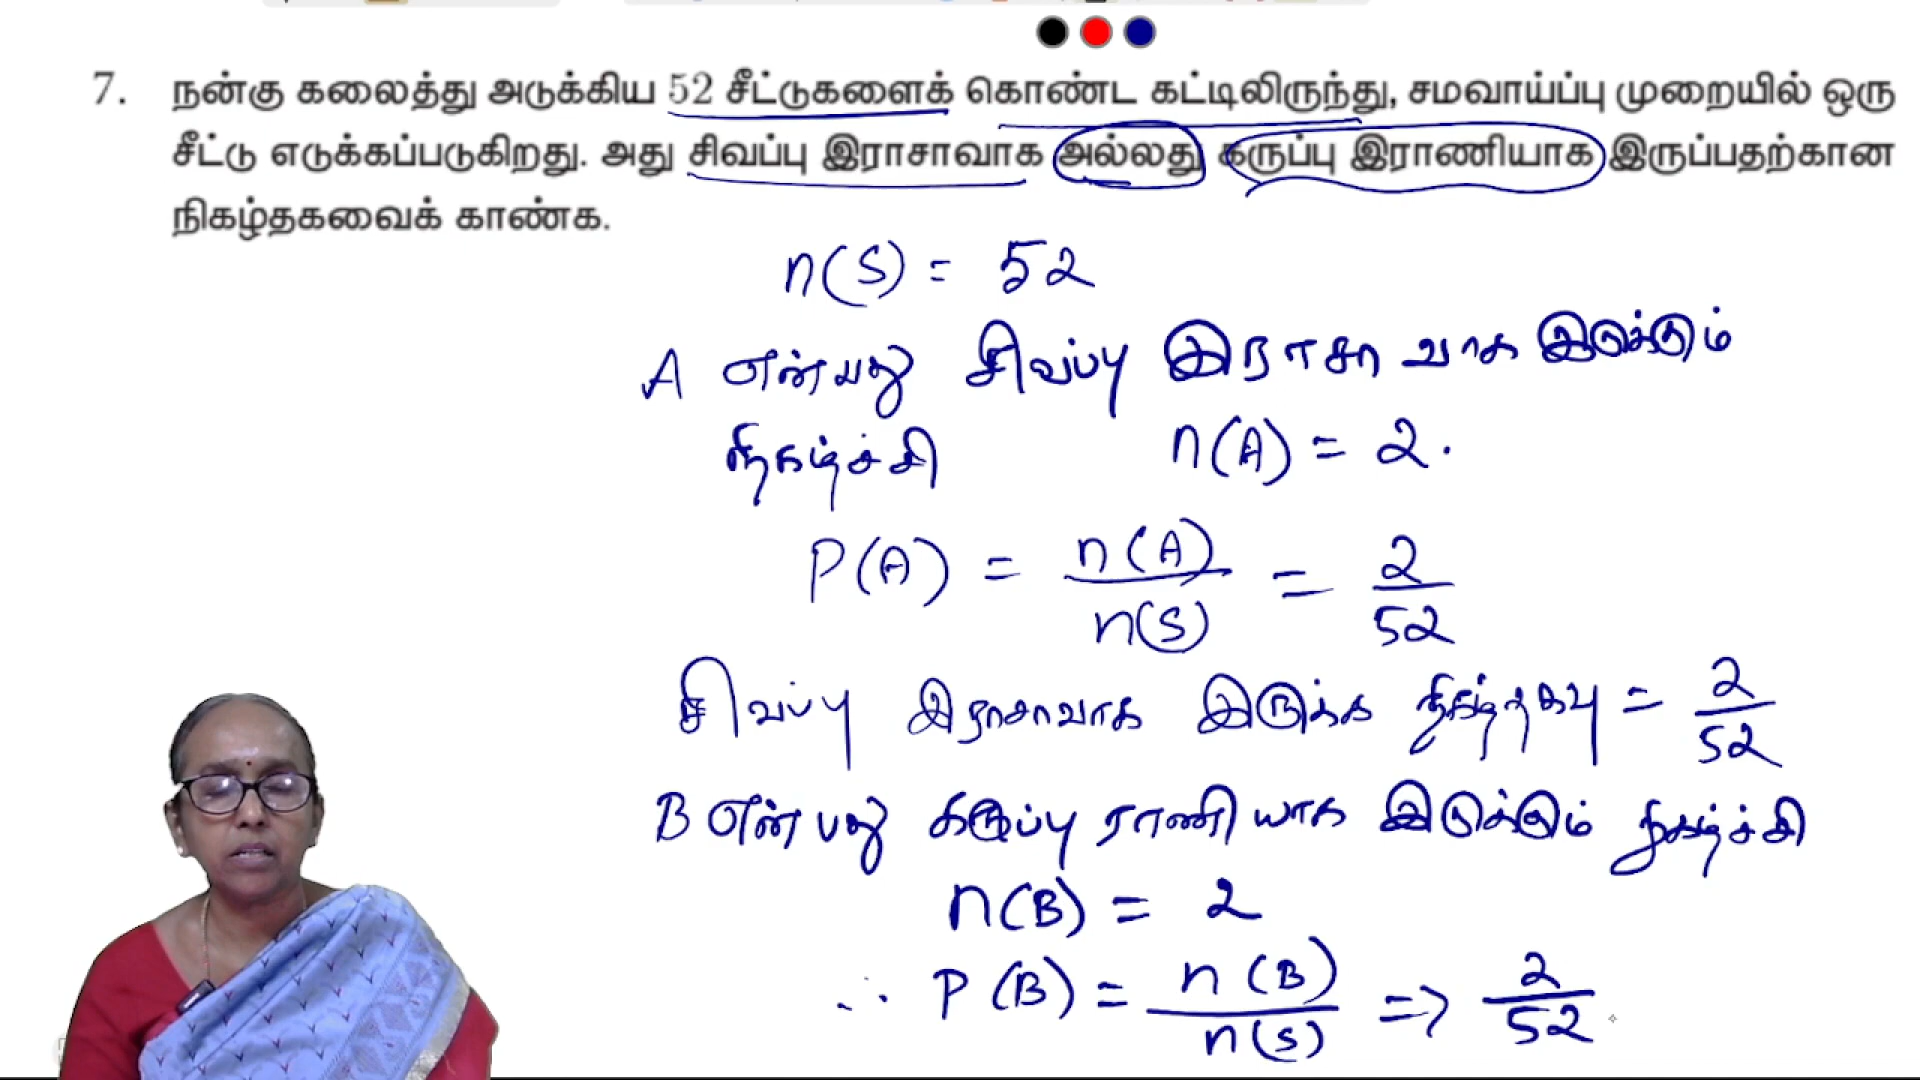 7. நன்கு கலைத்து அடுக்கிய 52 சீட்டுகளைக் கொண்ட கட்டிலிருந்து, சமவாய்ப்பு முறையில் ஒரு
சீட்டு எடுக்கப்படுகிறது. அது சிவப்பு இராசாவாக அல்லது கருப்பு இராணியாக இருப்பதற்கான
நிகழ்தகவைக் காண்க.
n(S) = 52
A என்பது சிவப்பு இராசாவாக இருக்கும்
நிகழ்ச்சி n(A) = 2.
P(A) = n(A)/n(S) = 2/52
சிவப்பு இராசாவாக இருக்க நிகழ்தகவு = 2/52
B என்பது கருப்பு ராணியாக இருக்கும் நிகழ்ச்சி
n(B) = 2
∴ P(B) = n(B)/n(S) => 2/52